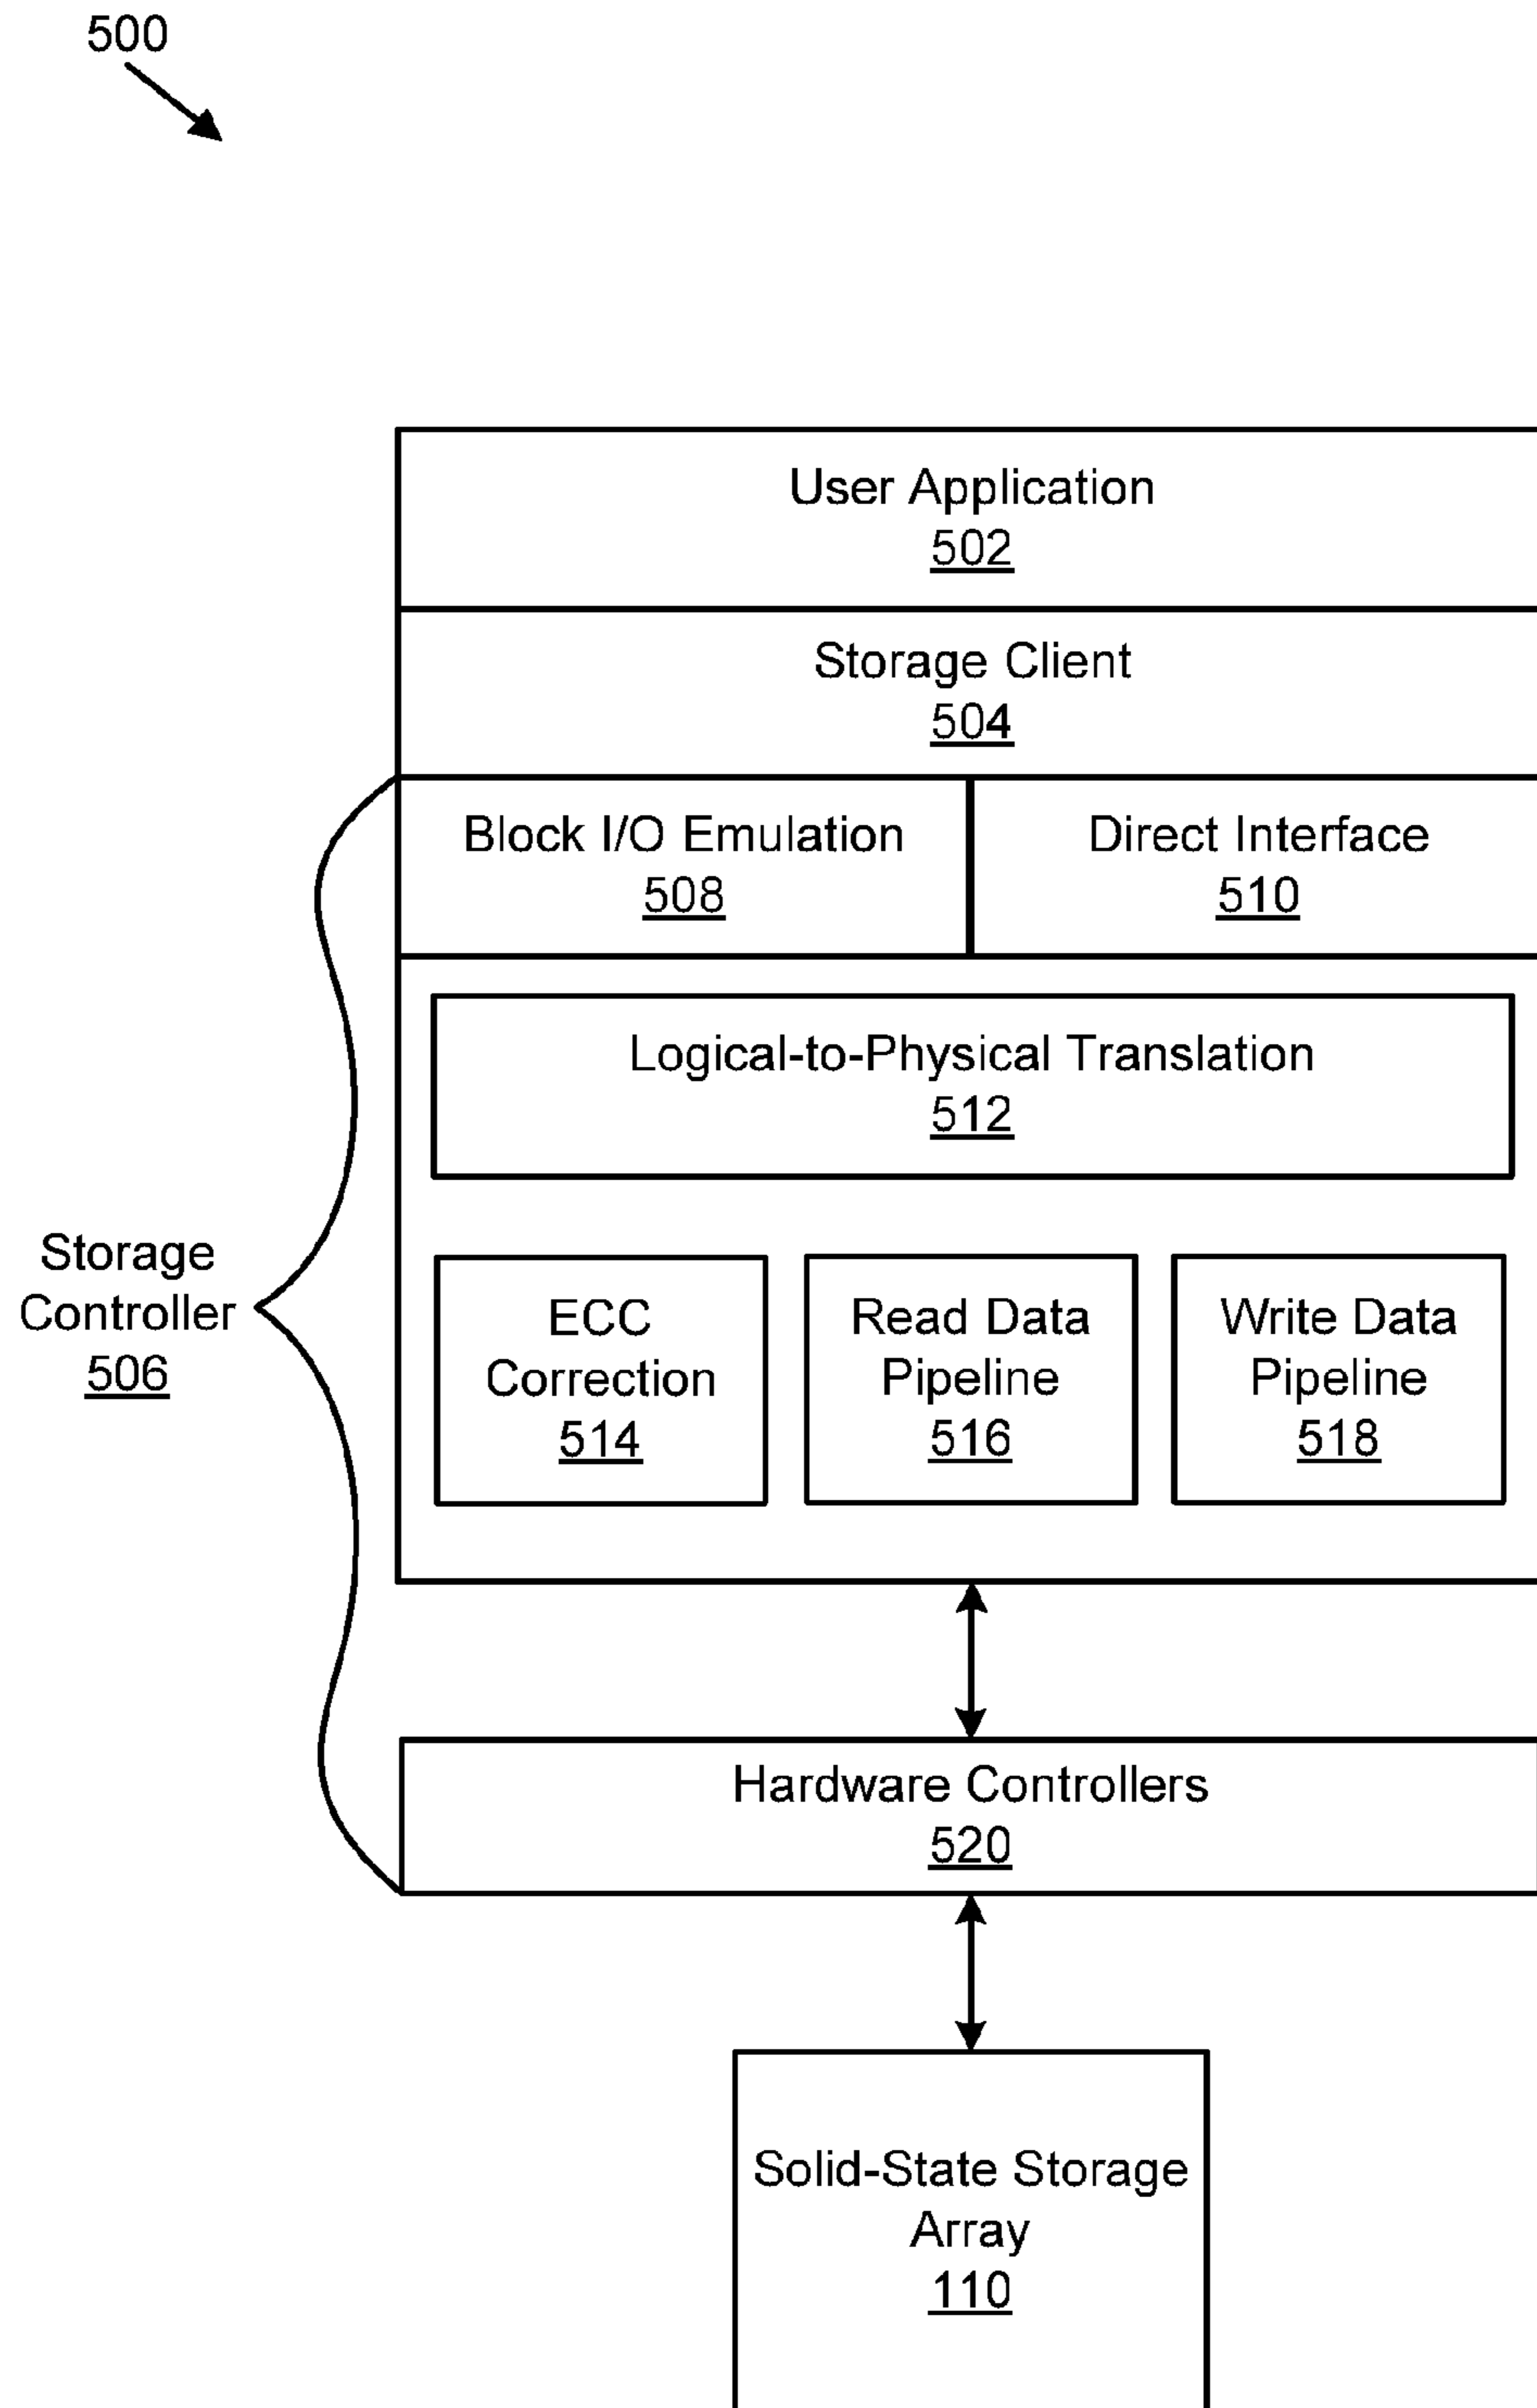 500
User Application
502
Storage Client
504
Block I/O Emulation
508
Direct Interface
510
Logical-to-Physical Translation
512
Storage
Controller
506
ECC
Correction
514
Read Data
Pipeline
516
Write Data
Pipeline
518
Hardware Controllers
520
Solid-State Storage
Array
110